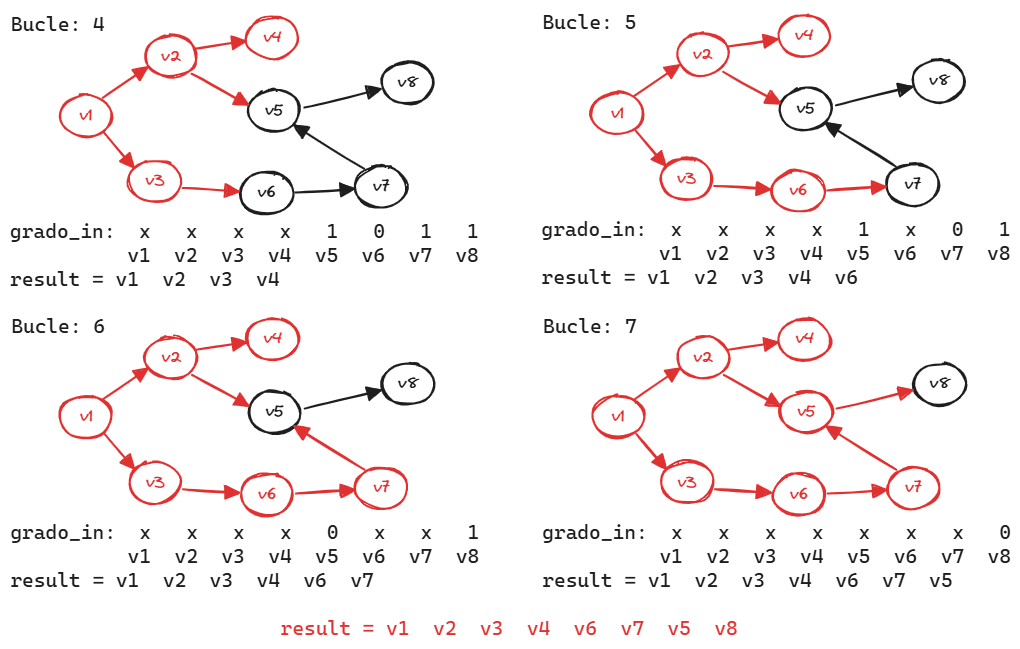 Bucle: 4
v1
v2
v3
v4
v5
v6
v7
v8
grado_in: x x x x 1 0 1 1
v1 v2 v3 v4 v5 v6 v7 v8
result = v1 v2 v3 v4
Bucle: 5
v1
v2
v3
v4
v5
v6
v7
v8
grado_in: x x x x 1 x 0 1
v1 v2 v3 v4 v5 v6 v7 v8
result = v1 v2 v3 v4 v6
Bucle: 6
v1
v2
v3
v4
v5
v6
v7
v8
grado_in: x x x x 0 x x 1
v1 v2 v3 v4 v5 v6 v7 v8
result = v1 v2 v3 v4 v6 v7
Bucle: 7
v1
v2
v3
v4
v5
v6
v7
v8
grado_in: x x x x x x x 0
v1 v2 v3 v4 v5 v6 v7 v8
result = v1 v2 v3 v4 v6 v7 v5
result = v1 v2 v3 v4 v6 v7 v5 v8